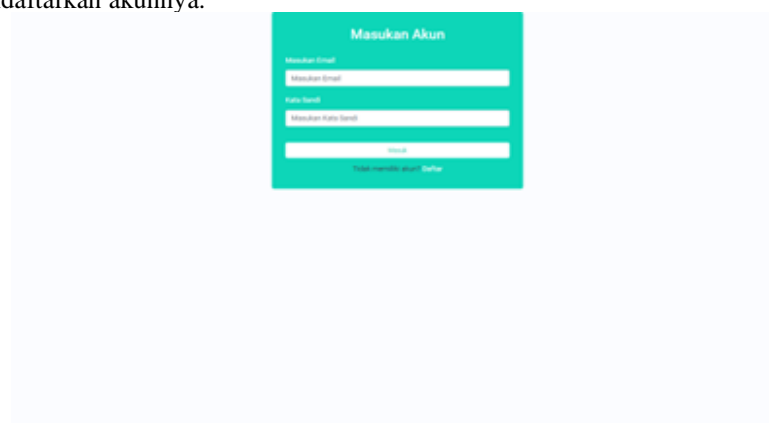 daftarkan akunnya.
Masukan Akun
Masukan Email
Masukan Email
Kata Sandi
Masukan Kata Sandi
Masuk
Tidak memiliki akun? Daftar